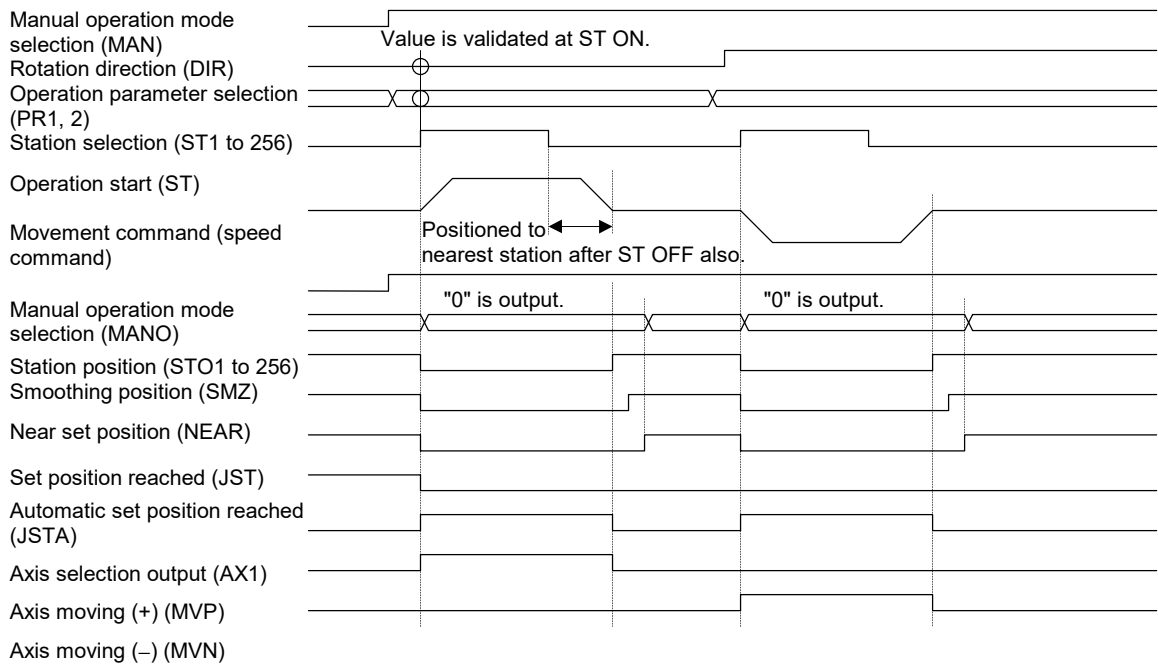 Manual operation mode
selection (MAN)
Value is validated at ST ON.
Rotation direction (DIR)
Operation parameter selection
(PR1, 2)
Station selection (ST1 to 256)
Operation start (ST)
Movement command (speed
command)
Positioned to
nearest station after ST OFF also.
Manual operation mode
selection (MANO)
"0" is output.
"0" is output.
Station position (STO1 to 256)
Smoothing position (SMZ)
Near set position (NEAR)
Set position reached (JST)
Automatic set position reached
(JSTA)
Axis selection output (AX1)
Axis moving (+) (MVP)
Axis moving (–) (MVN)